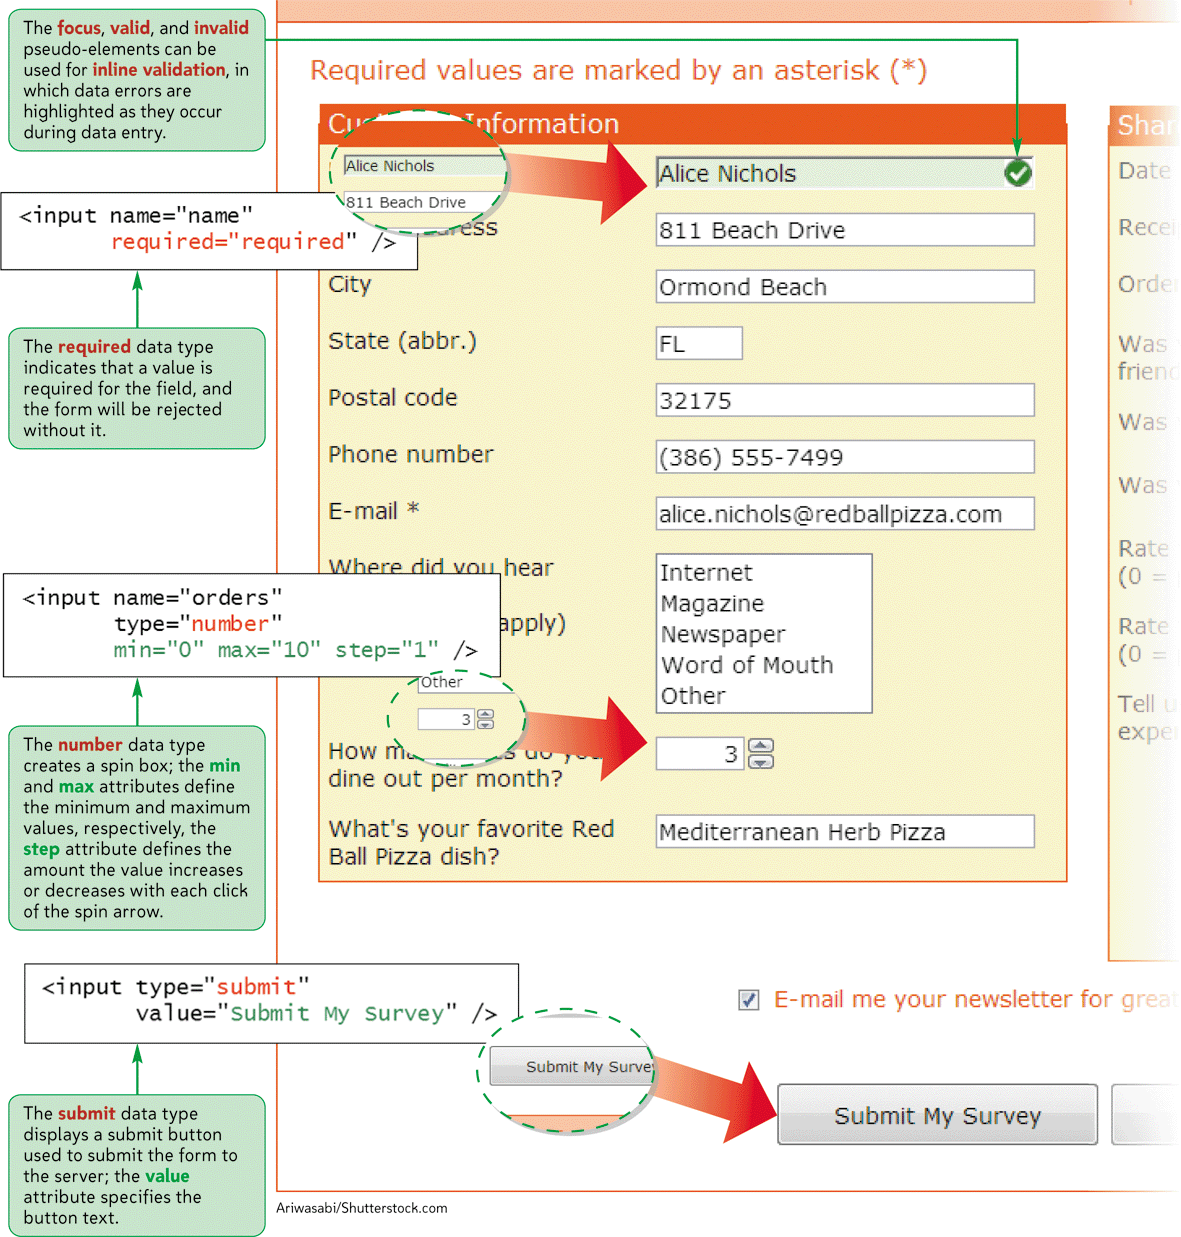 The focus, valid, and invalid
pseudo-elements can be
used for inline validation, in
which data errors are
highlighted as they occur
during data entry.
<input name="name"
required="required" />
The required data type
indicates that a value is
required for the field, and
the form will be rejected
without it.
<input name="orders"
type="number"
min="0" max="10" step="1" />
The number data type
creates a spin box; the min
and max attributes define
the minimum and maximum
values, respectively, the
step attribute defines the
amount the value increases
or decreases with each click
of the spin arrow.
<input type="submit"
value="Submit My Survey" />
The submit data type
displays a submit button
used to submit the form to
the server; the value
attribute specifies the
button text.
Required values are marked by an asterisk (*)
Information
Alice Nichols
811 Beach Drive
Alice Nichols
811 Beach Drive
City
Ormond Beach
State (abbr.)
FL
Postal code
32175
Phone number
(386) 555-7499
E-mail *
alice.nichols@redballpizza.com
Where did you hear
apply)
Internet
Magazine
Newspaper
Word of Mouth
Other
Other
3
How
do
dine out per month?
3
What's your favorite Red
Ball Pizza dish?
Mediterranean Herb Pizza
Date
Was
Was
Was
Rate
(0 =
Rate
(0 =
Tell
E-mail me your newsletter for
Submit My
Submit My Survey
Ariwasabi/Shutterstock.com